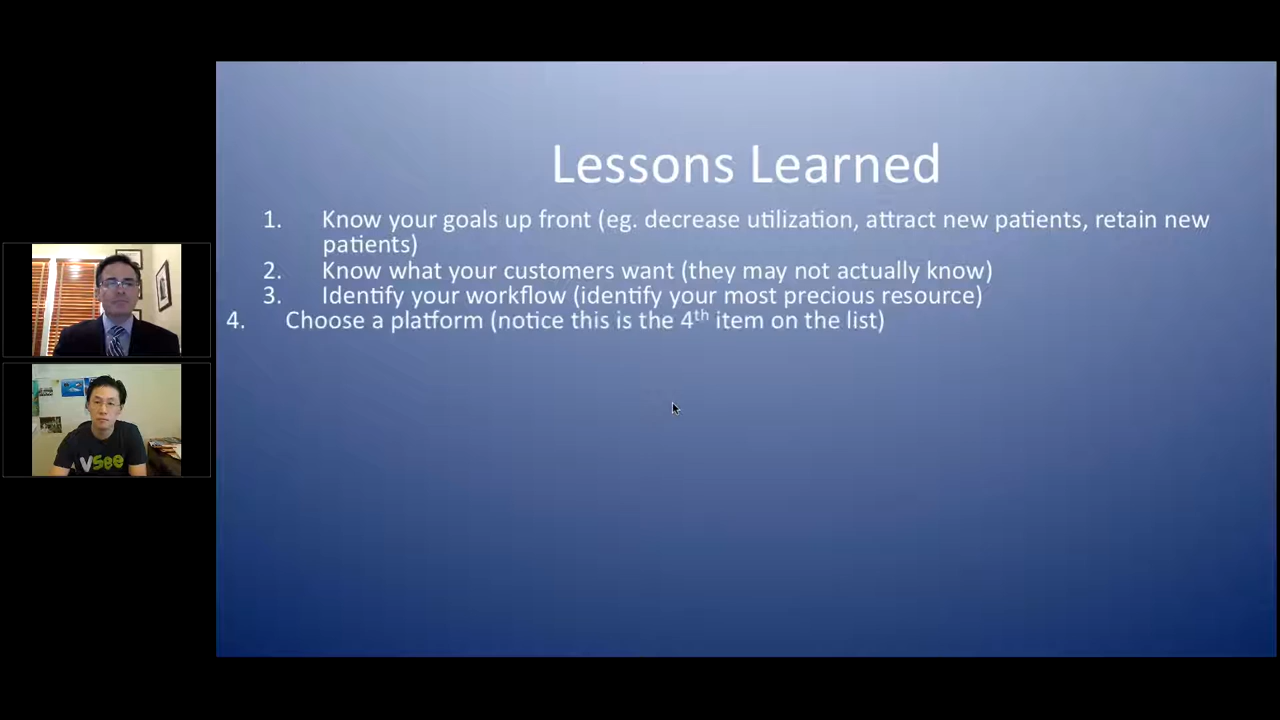 Lessons Learned
1. Know your goals up front (eg. decrease utilization, attract new patients, retain new
patients)
2. Know what your customers want (they may not actually know)
3. Identify your workflow (identify your most precious resource)
4. Choose a platform (notice this is the 4th item on the list)
vsee